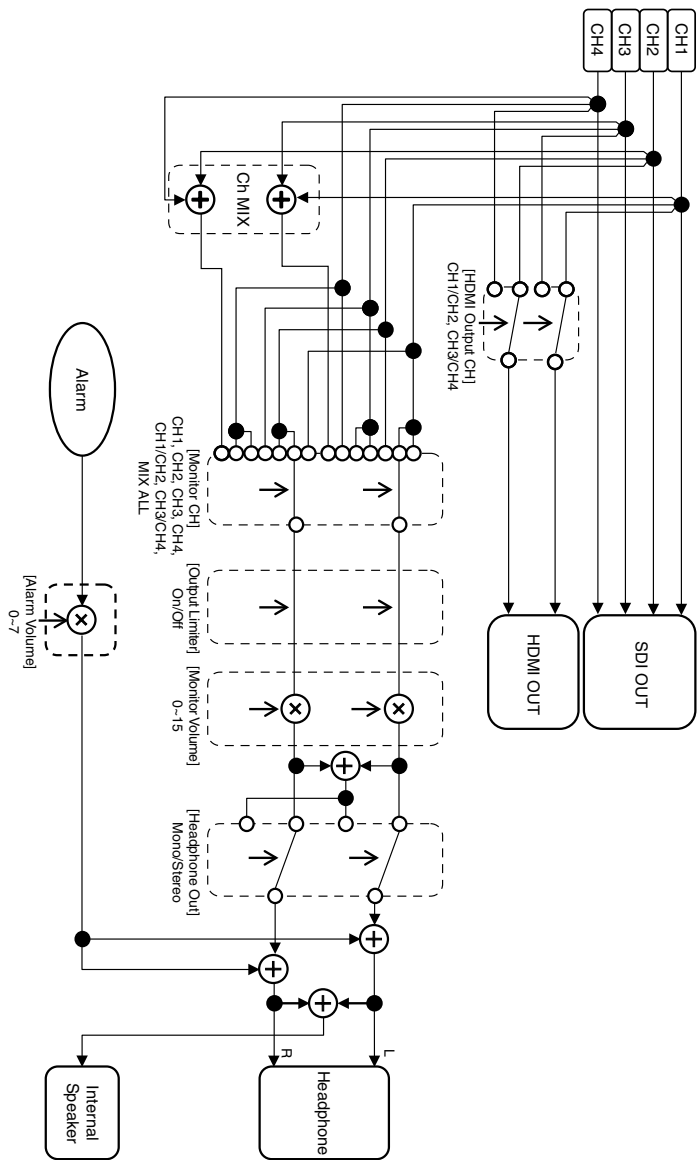 CH1
CH2
CH3
CH4
Ch MIX
[HDMI Output CH]
CH1/CH2, CH3/CH4
SDI OUT
HDMI OUT
[Monitor CH]
CH1, CH2, CH3, CH4,
CH1/CH2, CH3/CH4,
MIX ALL
[Output Limiter]
On/Off
[Monitor Volume]
0~15
[Headphone Out]
Mono/Stereo
L
R
Headphone
Alarm
[Alarm Volume]
0~7
Internal
Speaker